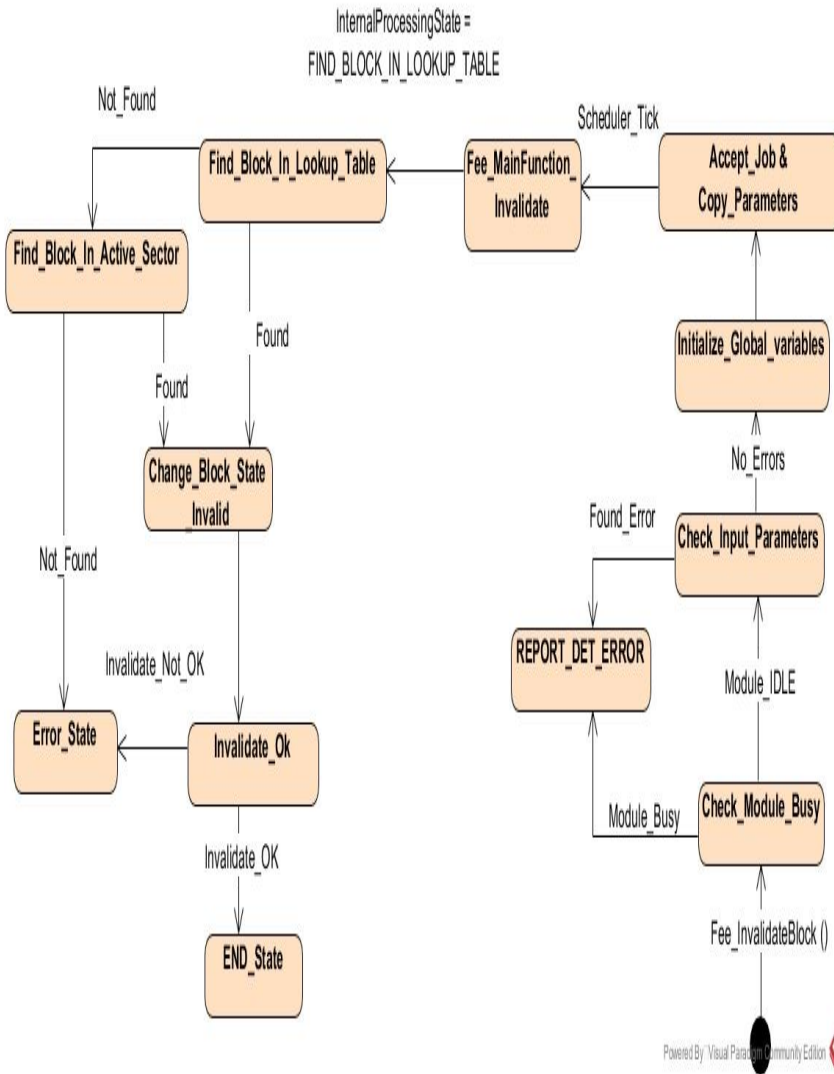 InternalProcessingState =
FIND_BLOCK_IN_LOOKUP_TABLE
Not_Found
Scheduler_Tick
Find_Block_In_Lookup_Table
Fee_MainFunction_
Invalidate
Accept_Job &
Copy_Parameters
Find_Block_In_Active_Sector
Found
Initialize_Global_variables
Found
No_Errors
Change_Block_State
_Invalid
Found_Error
Check_Input_Parameters
Not_Found
REPORT_DET_ERROR
Invalidate_Not_OK
Module_IDLE
Error_State
Invalidate_Ok
Check_Module_Busy
Module_Busy
Invalidate_OK
Fee_InvalidateBlock ()
END_State
Powered By Visual Paradigm Community Edition